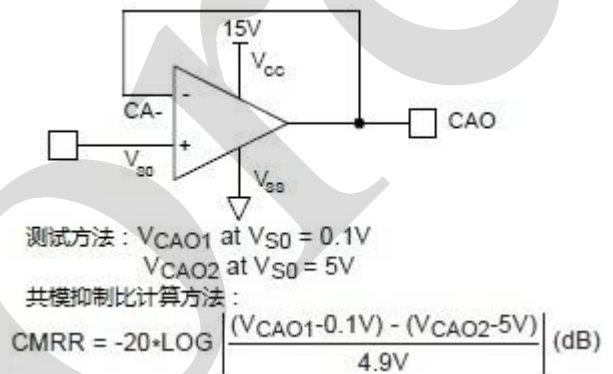 15V
VCC
CA-
-
+
CAO
VS0
VSS
测试方法：VCAO1 at VS0 = 0.1V
VCAO2 at VS0 = 5V
共模抑制比计算方法：
CMRR = -20*LOG |(VCAO1-0.1V) - (VCAO2-5V) / 4.9V| (dB)